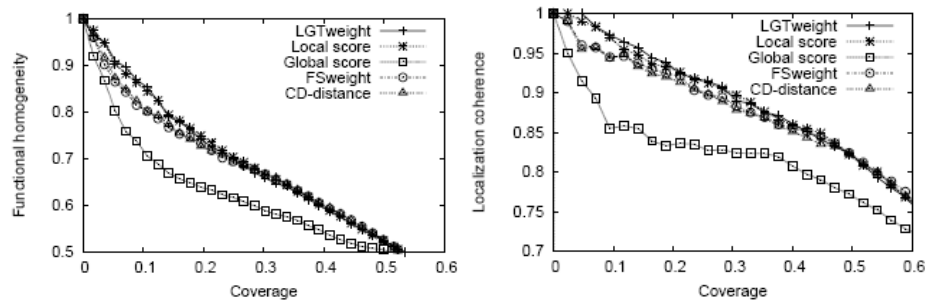 1
0.9
0.8
0.7
0.6
0.5
0
0.1
0.2
0.3
0.4
0.5
0.6
Functional homogeneity
Coverage
LGTweight
Local score
Global score
FSweight
CD-distance
1
0.95
0.9
0.85
0.8
0.75
0.7
0
0.1
0.2
0.3
0.4
0.5
0.6
Localization coherence
Coverage
LGTweight
Local score
Global score
FSweight
CD-distance